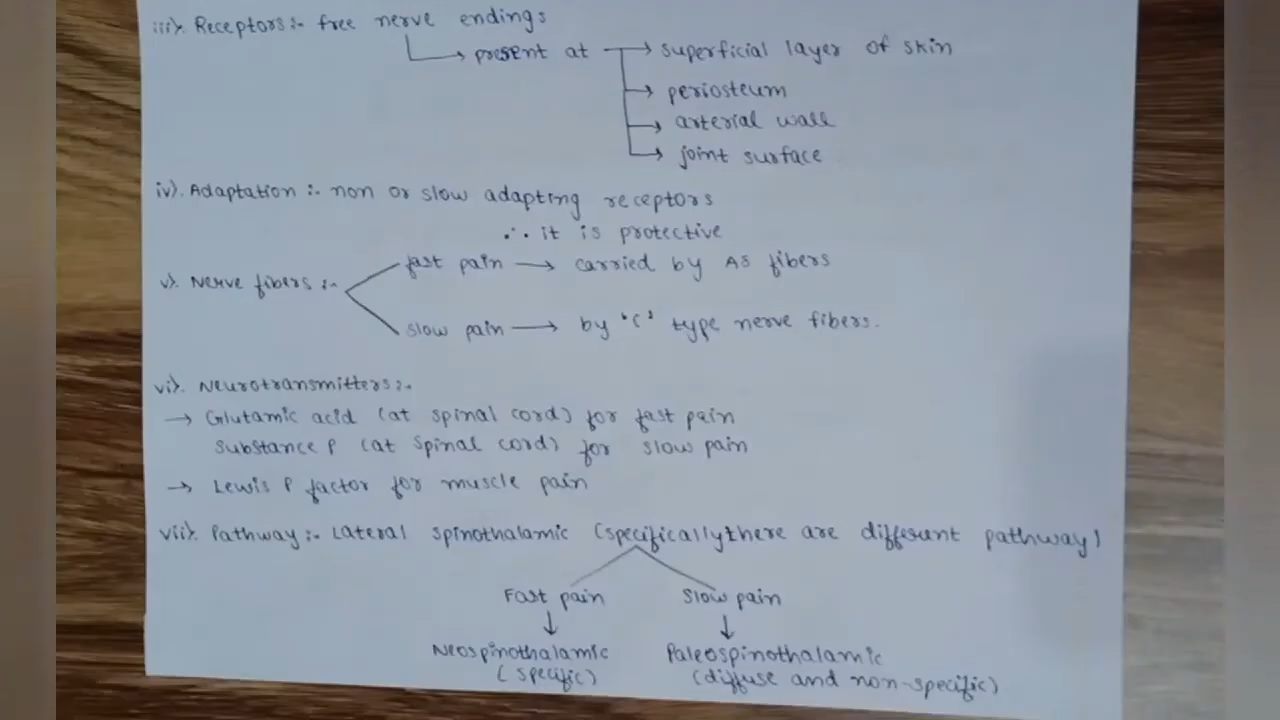 iii). Receptors:- free nerve endings
present at → superficial layer of skin
→ periosteum
→ arterial wall
→ joint surface
iv). Adaptation :- non or slow adapting receptors
∴ it is protective
v). Nerve fibers :-
fast pain → carried by Aδ fibers
slow pain → by 'C' type nerve fibers.
vi). Neurotransmitters:-
→ Glutamic acid (at spinal cord) for fast pain
Substance P (at Spinal cord) for slow pain
→ Lewis P factor for muscle pain
vii). Pathway:- Lateral spinothalamic (specifically there are different pathway)
Fast pain Slow pain
↓ ↓
Neospinothalamic Paleospinothalamic
(specific) (diffuse and non-specific)